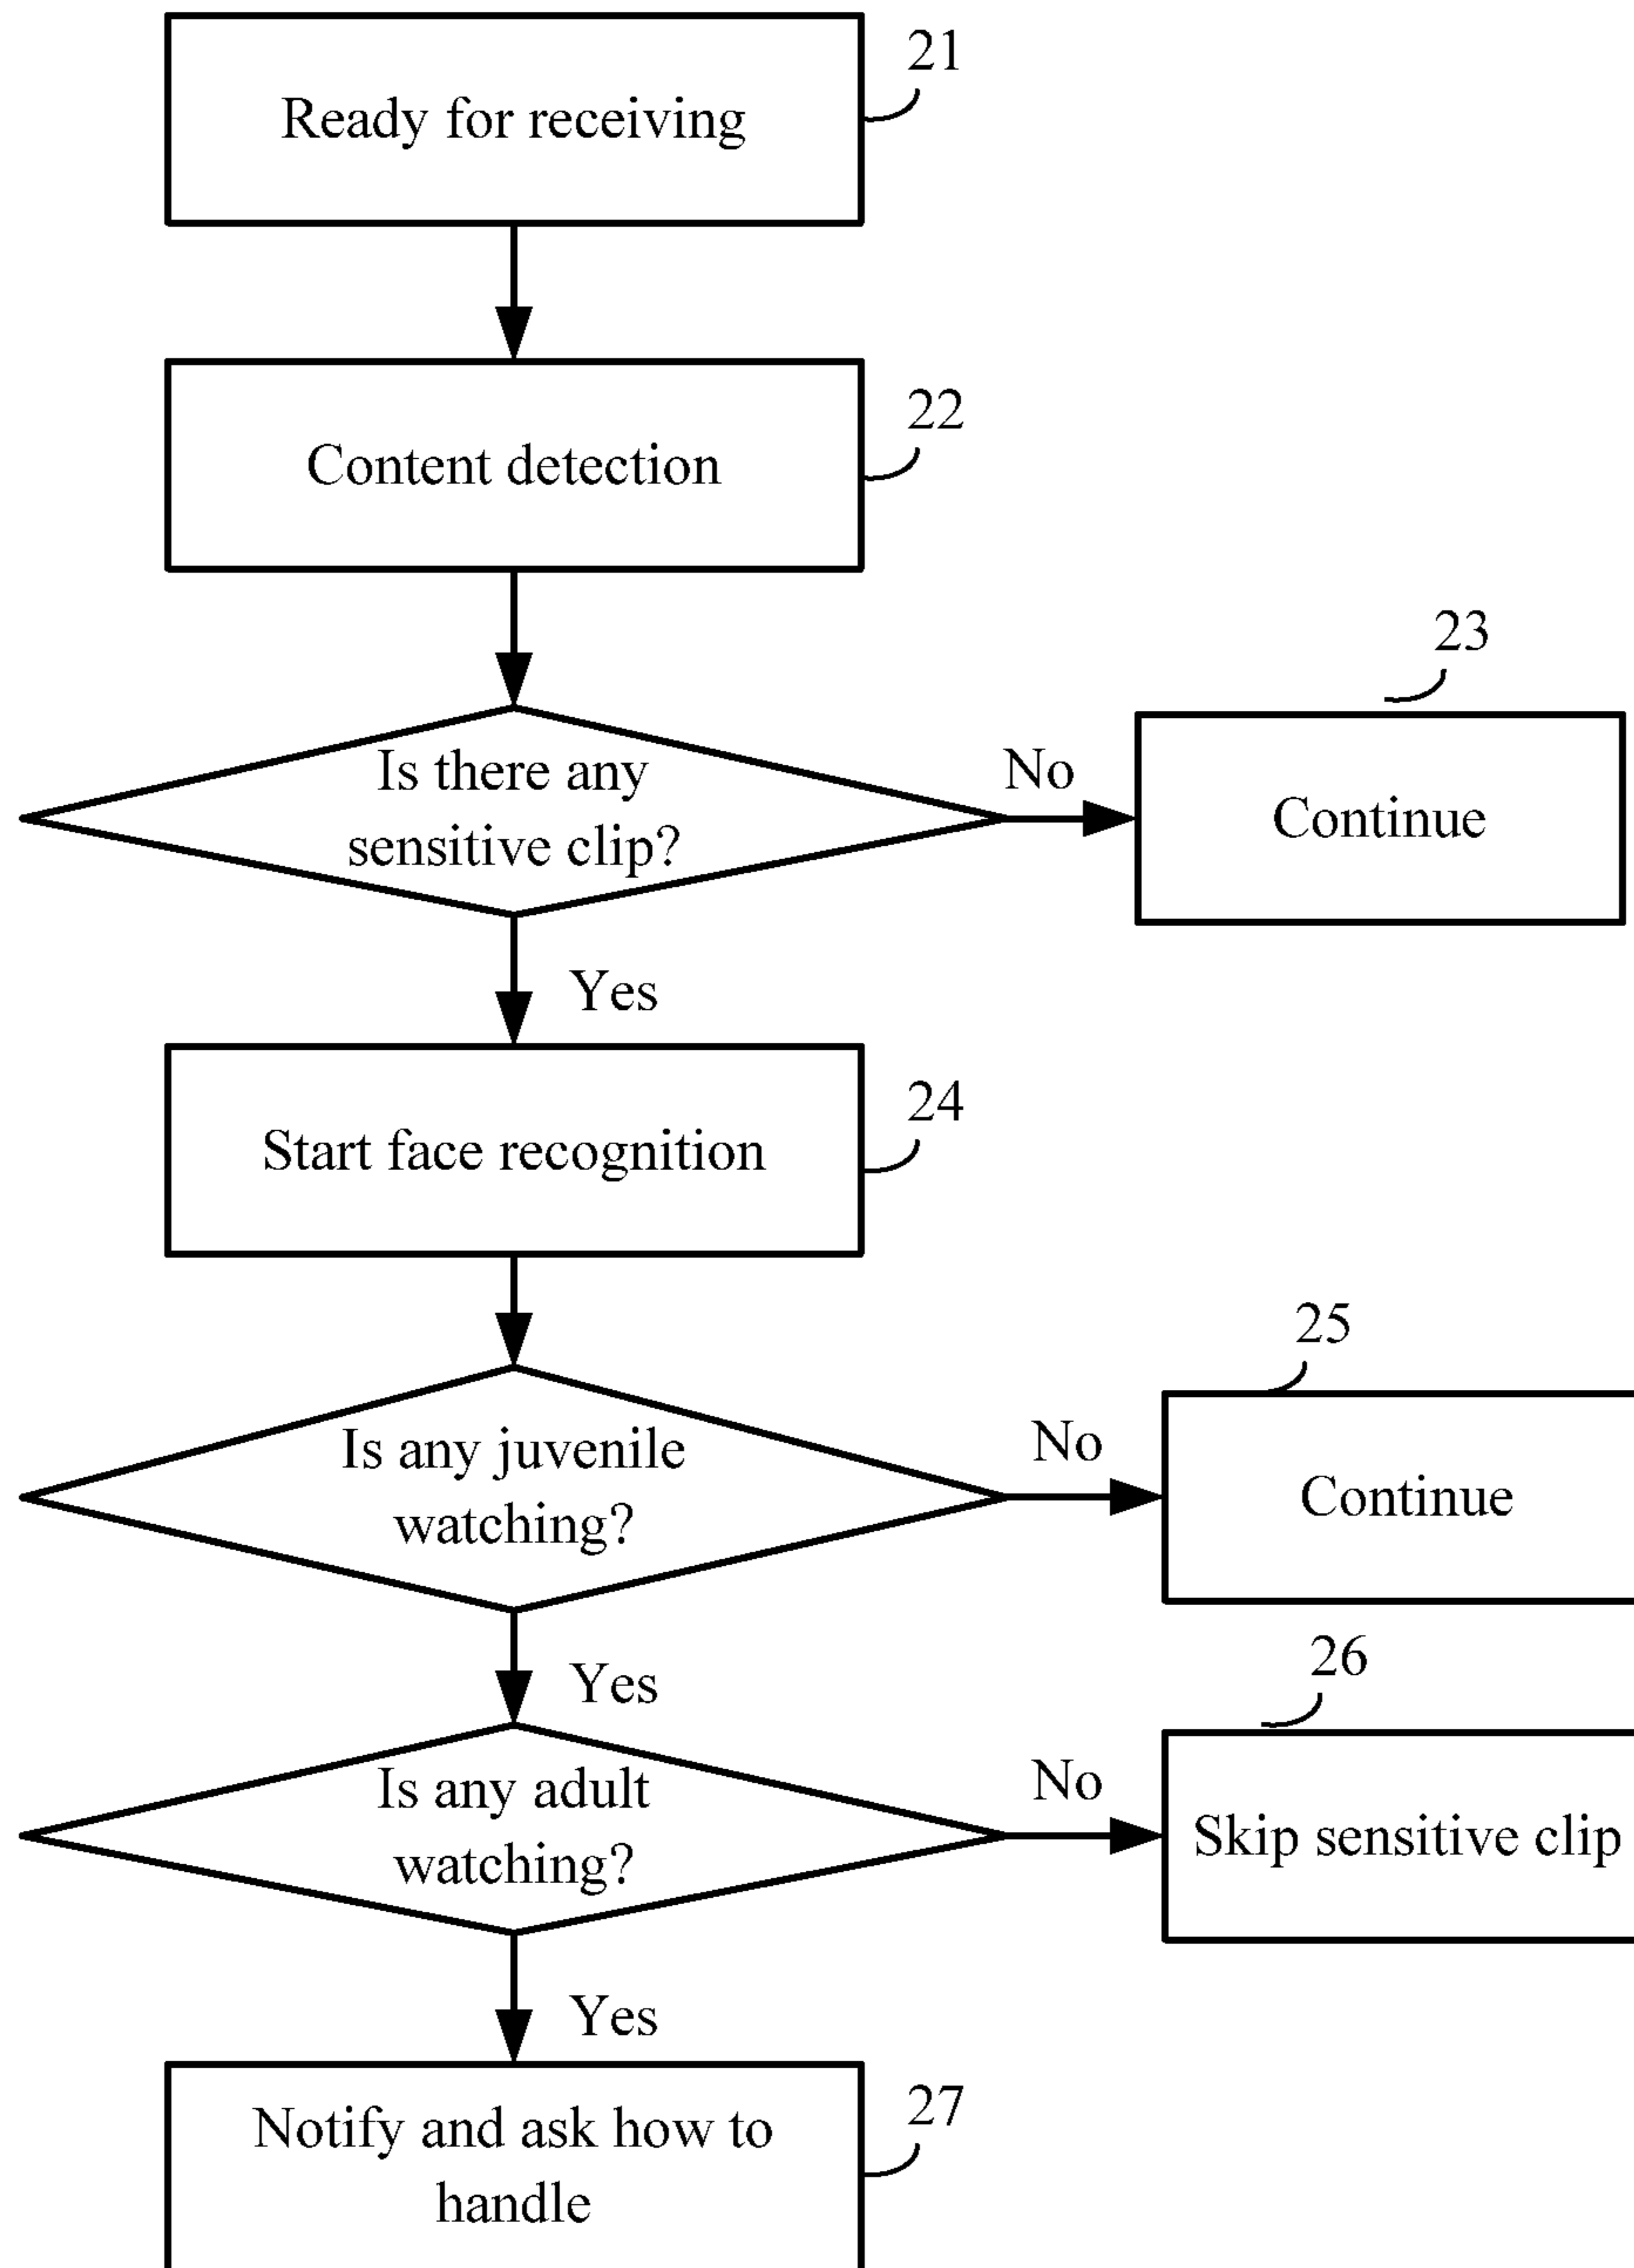 21
Ready for receiving
22
Content detection
23
Is there any
sensitive clip?
No
Continue
Yes
24
Start face recognition
25
Is any juvenile
watching?
No
Continue
Yes
26
Is any adult
watching?
No
Skip sensitive clip
Yes
27
Notify and ask how to
handle